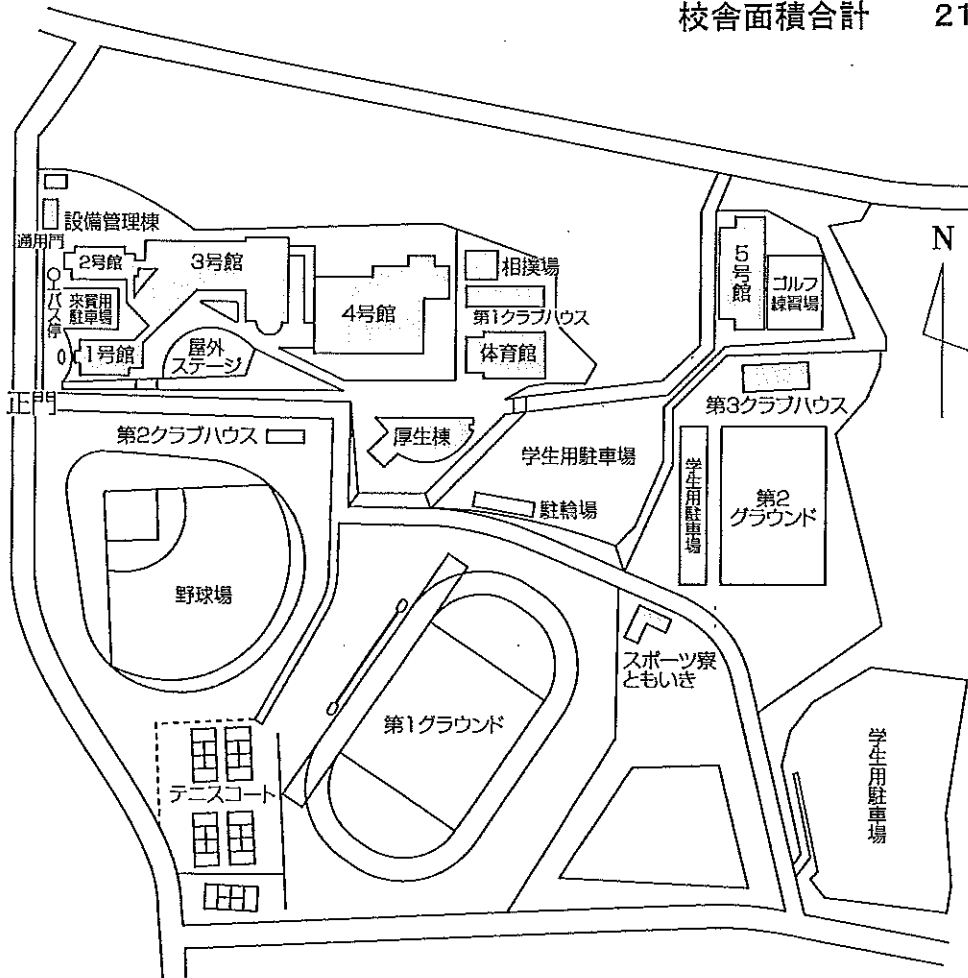 校舎面積合計 21
N
設備管理棟
通用門
2号館
3号館
バス停
来賓用
駐車場
1号館
屋外
ステージ
4号館
相撲場
第1クラブハウス
体育館
5号館
ゴルフ
練習場
正門
第2クラブハウス
厚生棟
第3クラブハウス
学生用駐車場
駐輪場
学生用駐車場
第2
グラウンド
野球場
スポーツ寮
ともいき
第1グラウンド
テニスコート
学生用駐車場